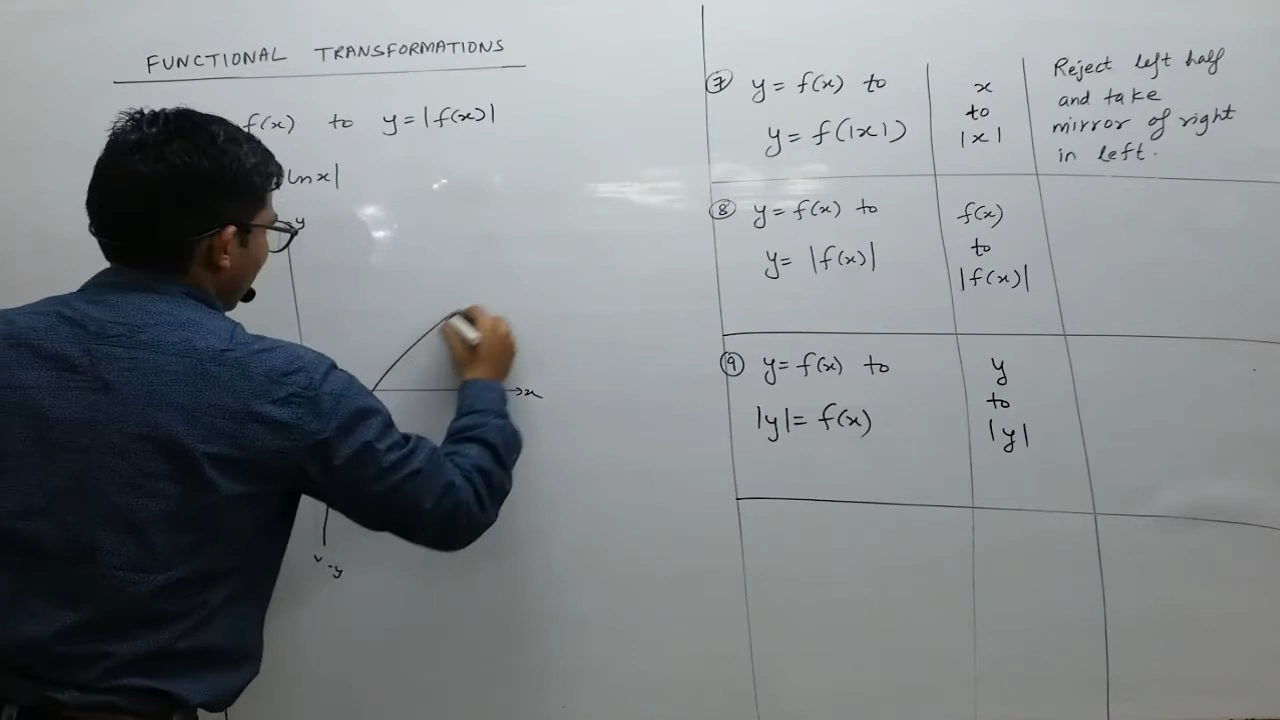 FUNCTIONAL TRANSFORMATIONS
f(x) to y=|f(x)|
lnx|
y
x
-y
⑦ y = f(x) to
y = f(|x|)
x
to
|x|
Reject left half
and take
mirror of right
in left.
⑧ y = f(x) to
y = |f(x)|
f(x)
to
|f(x)|
⑨ y = f(x) to
|y| = f(x)
y
to
|y|